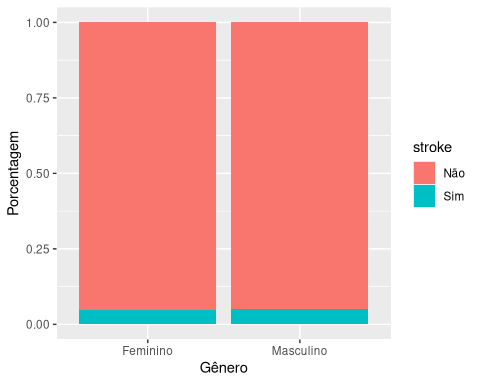 1.00
0.75
0.50
0.25
0.00
Porcentagem
Feminino
Masculino
Gênero
stroke
Não
Sim